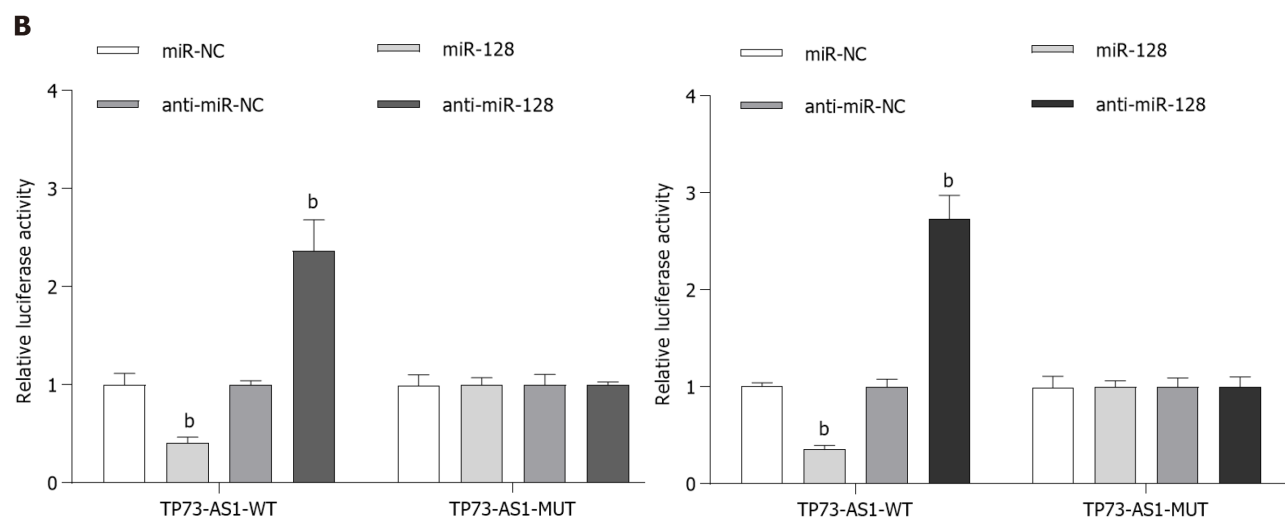 B
miR-NC
miR-128
anti-miR-NC
anti-miR-128
Relative luciferase activity
4
3
2
1
0
b
b
TP73-AS1-WT
TP73-AS1-MUT
miR-NC
miR-128
anti-miR-NC
anti-miR-128
Relative luciferase activity
4
3
2
1
0
b
b
TP73-AS1-WT
TP73-AS1-MUT